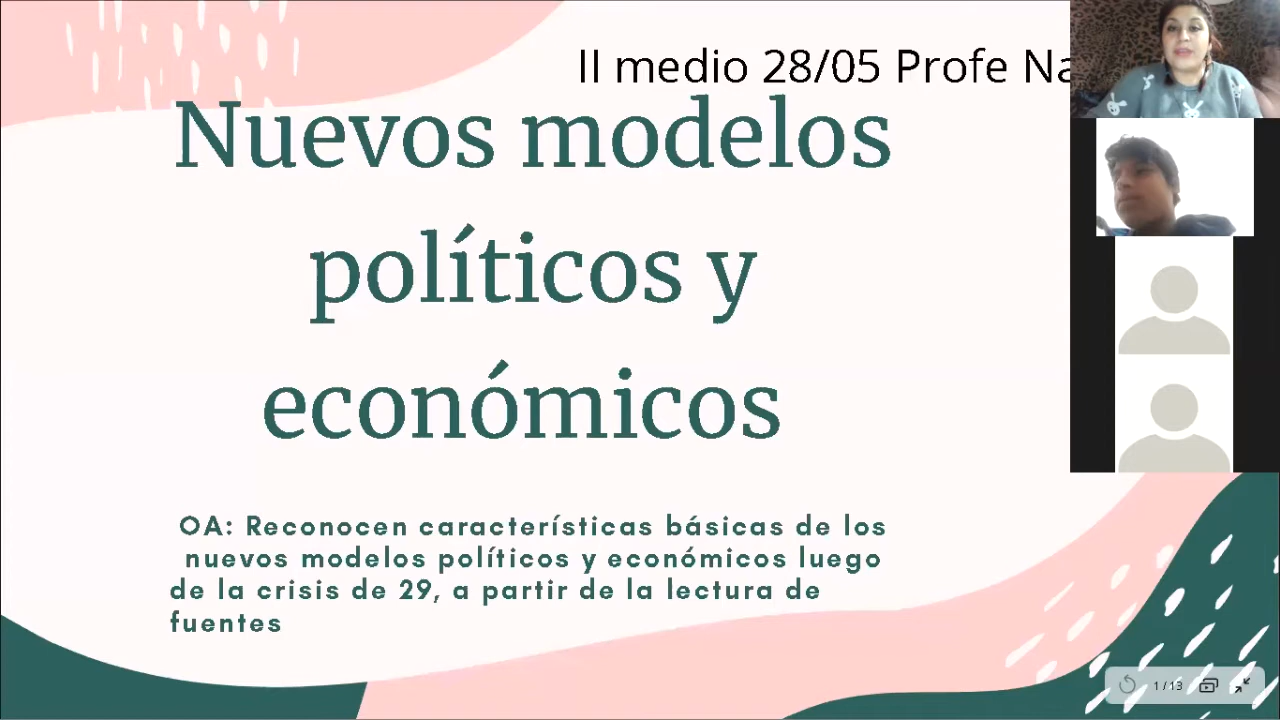 II medio 28/05 Profe
Nuevos modelos
políticos y
económicos
OA: Reconocen características básicas de los
nuevos modelos políticos y económicos luego
de la crisis de 29, a partir de la lectura de
fuentes
1 / 13